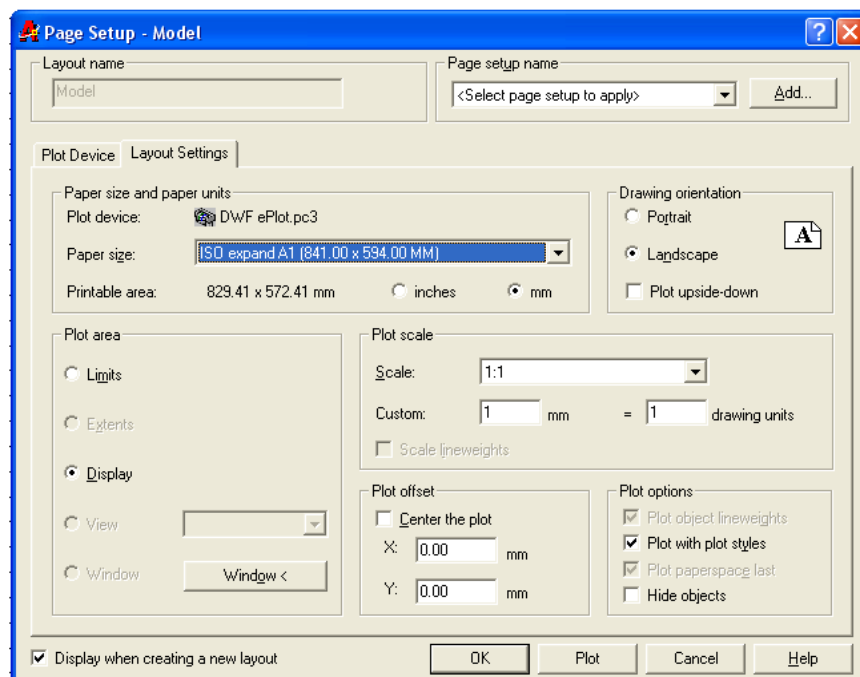 Page Setup - Model
Layout name
Model
Page setup name
<Select page setup to apply>
Add...
Plot Device
Layout Settings
Paper size and paper units
Plot device: DWF ePlot.pc3
Paper size: ISO expand A1 (841.00 x 594.00 MM)
Printable area: 829.41 x 572.41 mm inches mm
Drawing orientation
Portrait
Landscape
A
Plot upside-down
Plot area
Limits
Extents
Display
View
Window
Window <
Plot scale
Scale: 1:1
Custom: 1 mm = 1 drawing units
Scale lineweights
Plot offset
Center the plot
X: 0.00 mm
Y: 0.00 mm
Plot options
Plot object lineweights
Plot with plot styles
Plot paperspace last
Hide objects
Display when creating a new layout
OK
Plot
Cancel
Help